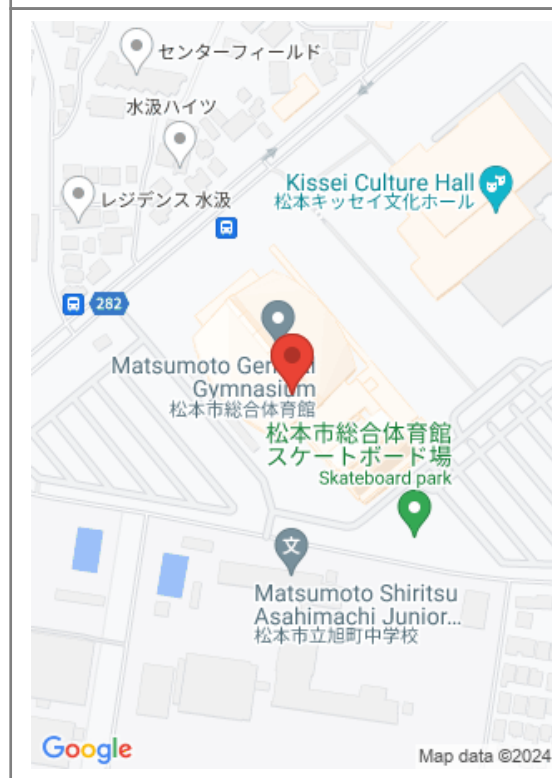 センターフィールド
水汲ハイツ
レジデンス 水汲
Kissei Culture Hall
松本キッセイ文化ホール
282
Matsumoto General
Gymnasium
松本市総合体育館
松本市総合体育館
スケートボード場
Skateboard park
文
Matsumoto Shiritsu
Asahimachi Junior...
松本市立旭町中学校
Google
Map data ©2024